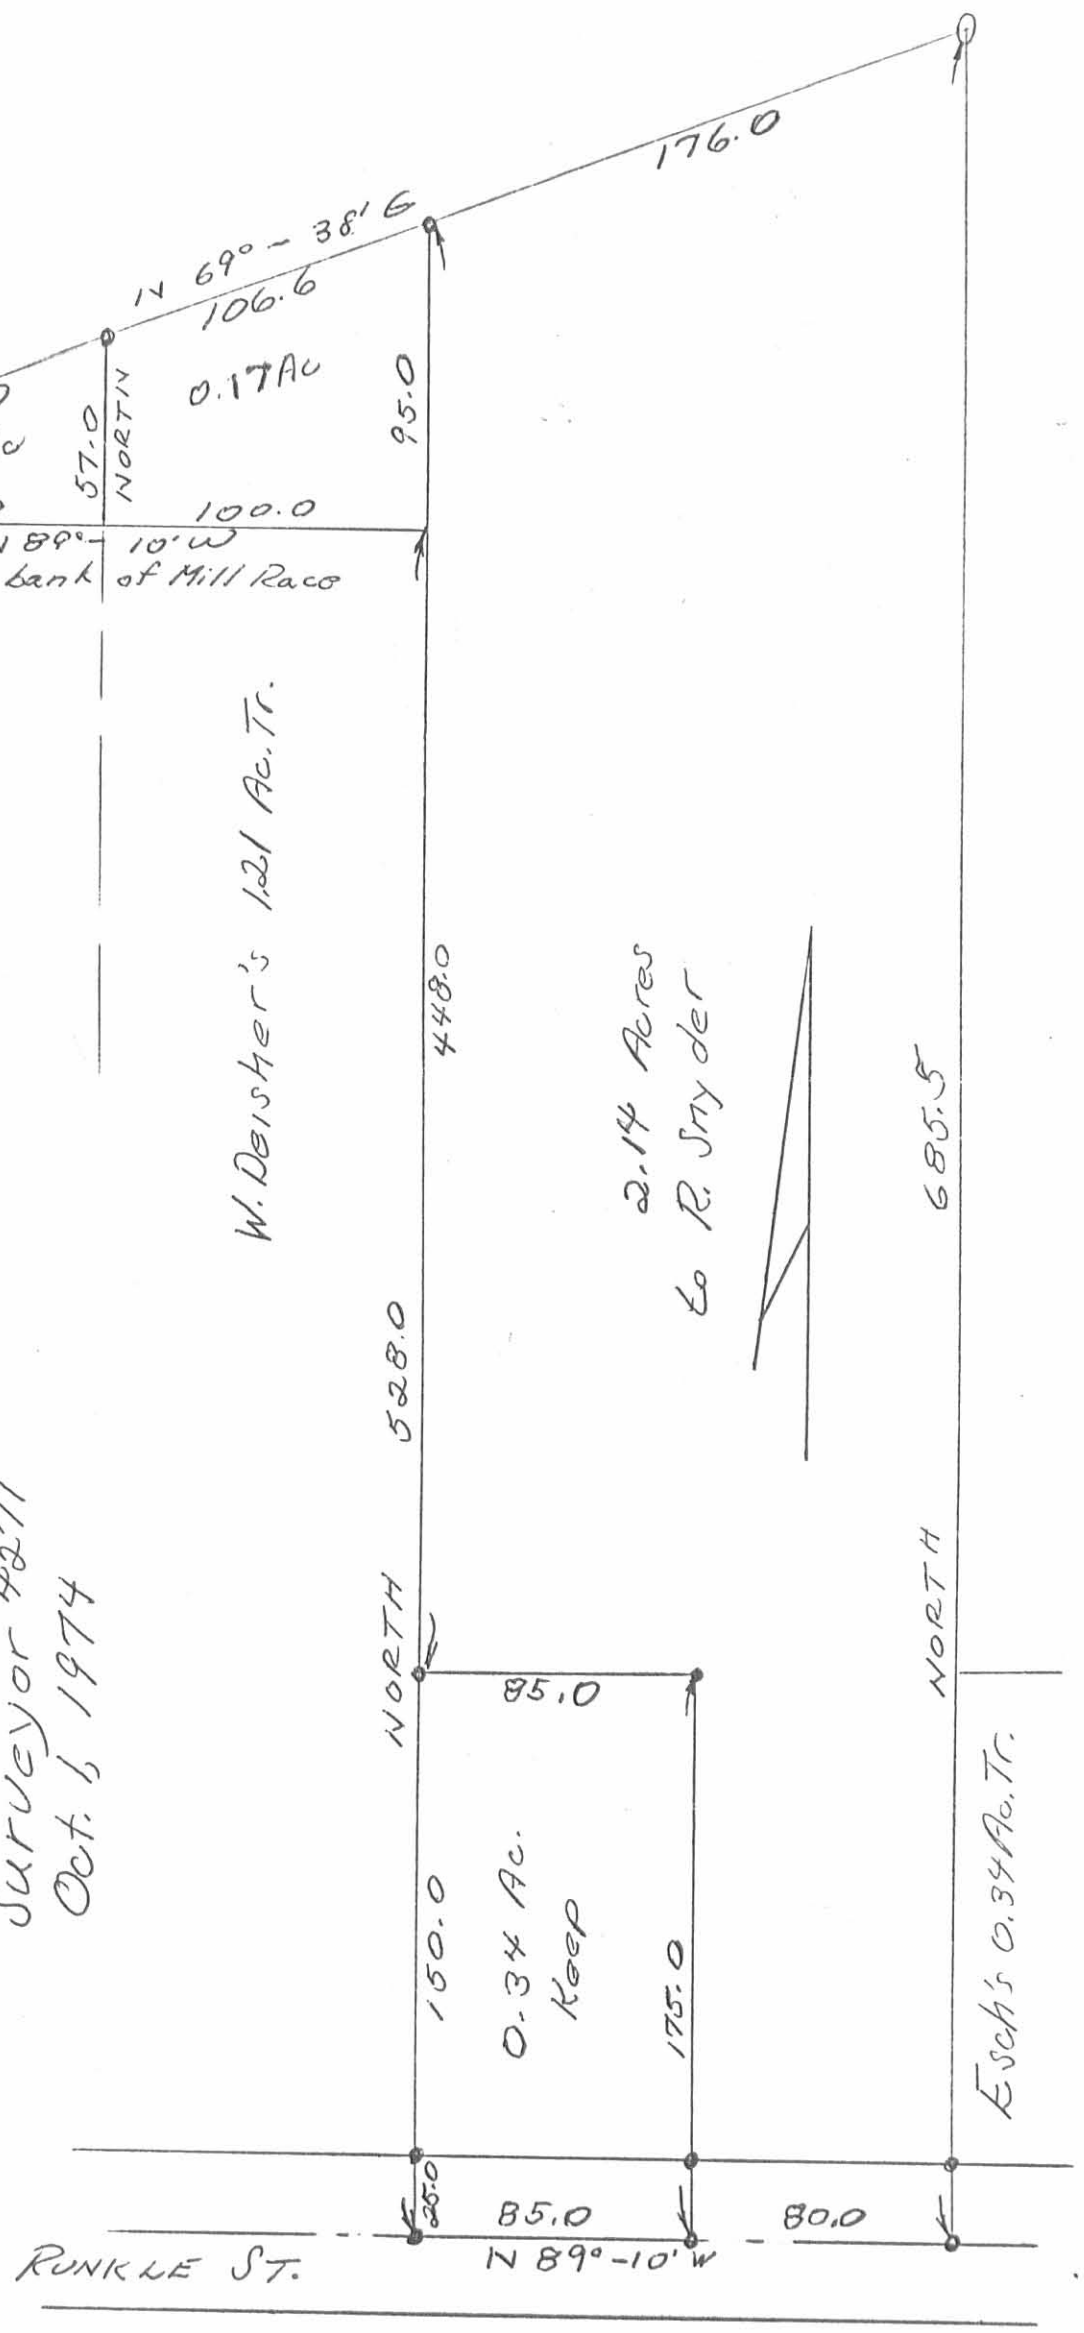 176.0
N 69° - 38' E
106.6
0.17 Ac
57.0
NORTH
95.0
100.0
89°- 10' W
bank of Mill Race
W. Deisher's 1.21 Ac. Tr.
448.0
2.14 Acres
to R. Snyder
685.5
528.0
NORTH
NORTH
Surveyor 4271
Oct. 1, 1974
85.0
150.0
0.34 Ac.
Keep
175.0
Esch's 0.34 Ac. Tr.
25.0
85.0
80.0
N 89°-10' W
RUNKLE ST.